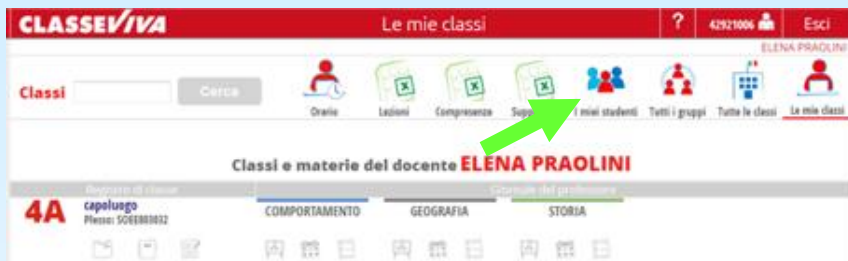 CLASSEVIVA Le mie classi ? 42921006 Esci
ELENA PRAOLINI
Classi Cerca Orario Lezioni Compresenze I miei studenti Tutti i gruppi Tutte le classi Le mie classi
Classi e materie del docente ELENA PRAOLINI
Registro di classe Giornale del professore
4A capoluogo COMPORTAMENTO GEOGRAFIA STORIA
Plesso: